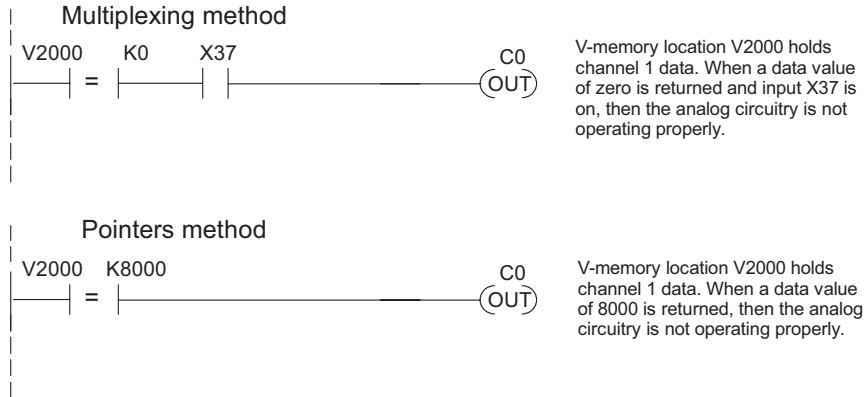 Multiplexing method
V2000 K0 X37 C0
= OUT
V-memory location V2000 holds
channel 1 data. When a data value
of zero is returned and input X37 is
on, then the analog circuitry is not
operating properly.
Pointers method
V2000 K8000 C0
= OUT
V-memory location V2000 holds
channel 1 data. When a data value
of 8000 is returned, then the analog
circuitry is not operating properly.